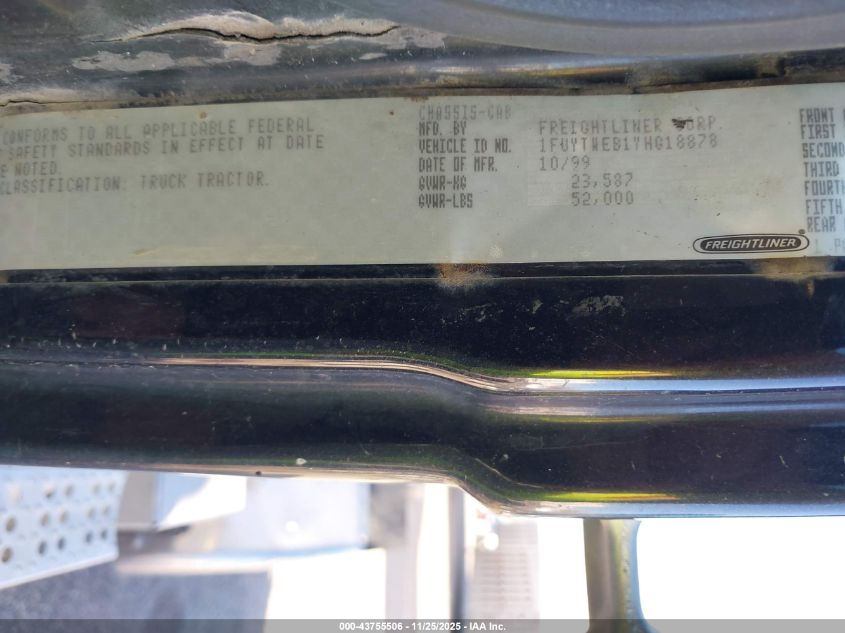 CONFORMS TO ALL APPLICABLE FEDERAL
SAFETY STANDARDS IN EFFECT AT DATE
NOTED.
CLASSIFICATION: TRUCK TRACTOR.
CHASSIS-CAB
MFD. BY FREIGHTLINER CORP
VEHICLE ID NO. 1FUYTWEB1YHG18878
DATE OF MFR. 10/99
GVWR-KG 23,587
GVWR-LBS 52,000
FREIGHTLINER
FRONT
FIRST
SECOND
THIRD
FOURTH
FIFTH
REAR
000-43755506 - 11/25/2025 - IAA Inc.